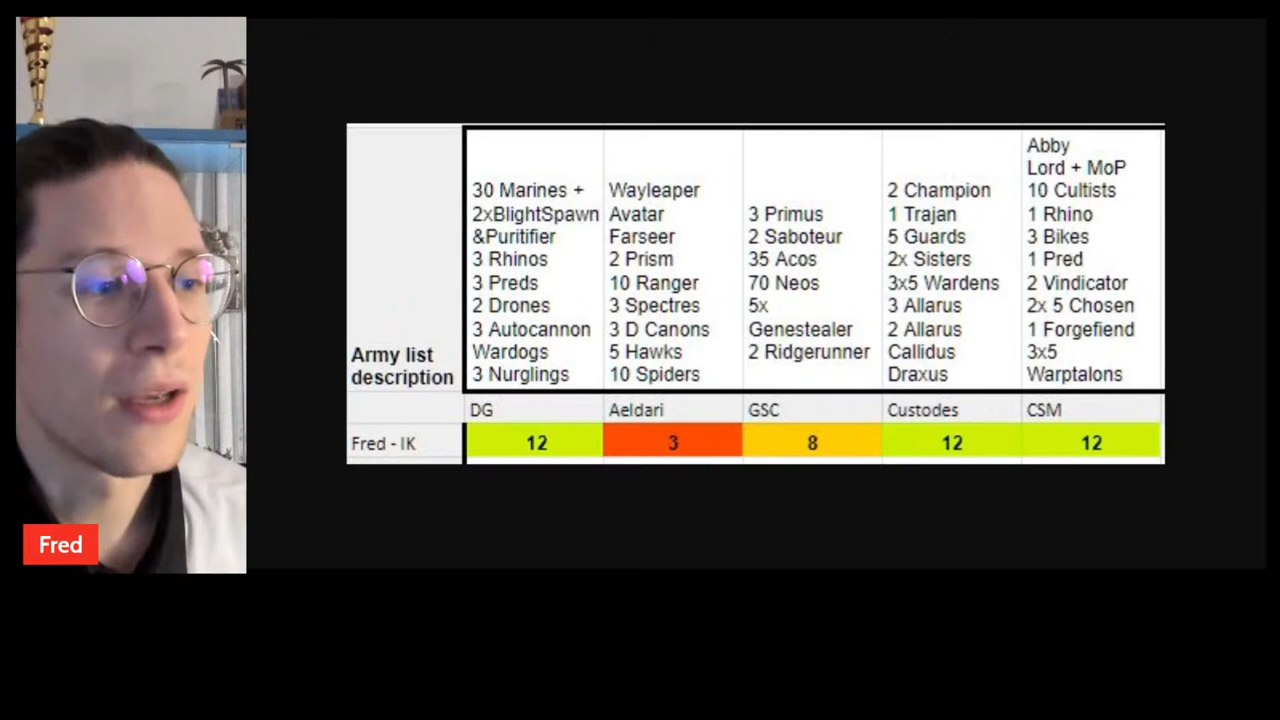 30 Marines +
2xBlightSpawn
&Puritifier
3 Rhinos
3 Preds
2 Drones
3 Autocannon
Wardogs
3 Nurglings
Wayleaper
Avatar
Farseer
2 Prism
10 Ranger
3 Spectres
3 D Canons
5 Hawks
10 Spiders
3 Primus
2 Saboteur
35 Acos
70 Neos
5x
Genestealer
2 Ridgerunner
2 Champion
1 Trajan
5 Guards
2x Sisters
3x5 Wardens
3 Allarus
2 Allarus
Callidus
Draxus
Abby
Lord + MoP
10 Cultists
1 Rhino
3 Bikes
1 Pred
2 Vindicator
2x 5 Chosen
1 Forgefiend
3x5
Warptalons
Army list
description
DG Aeldari GSC Custodes CSM
Fred - IK 12 3 8 12 12
Fred